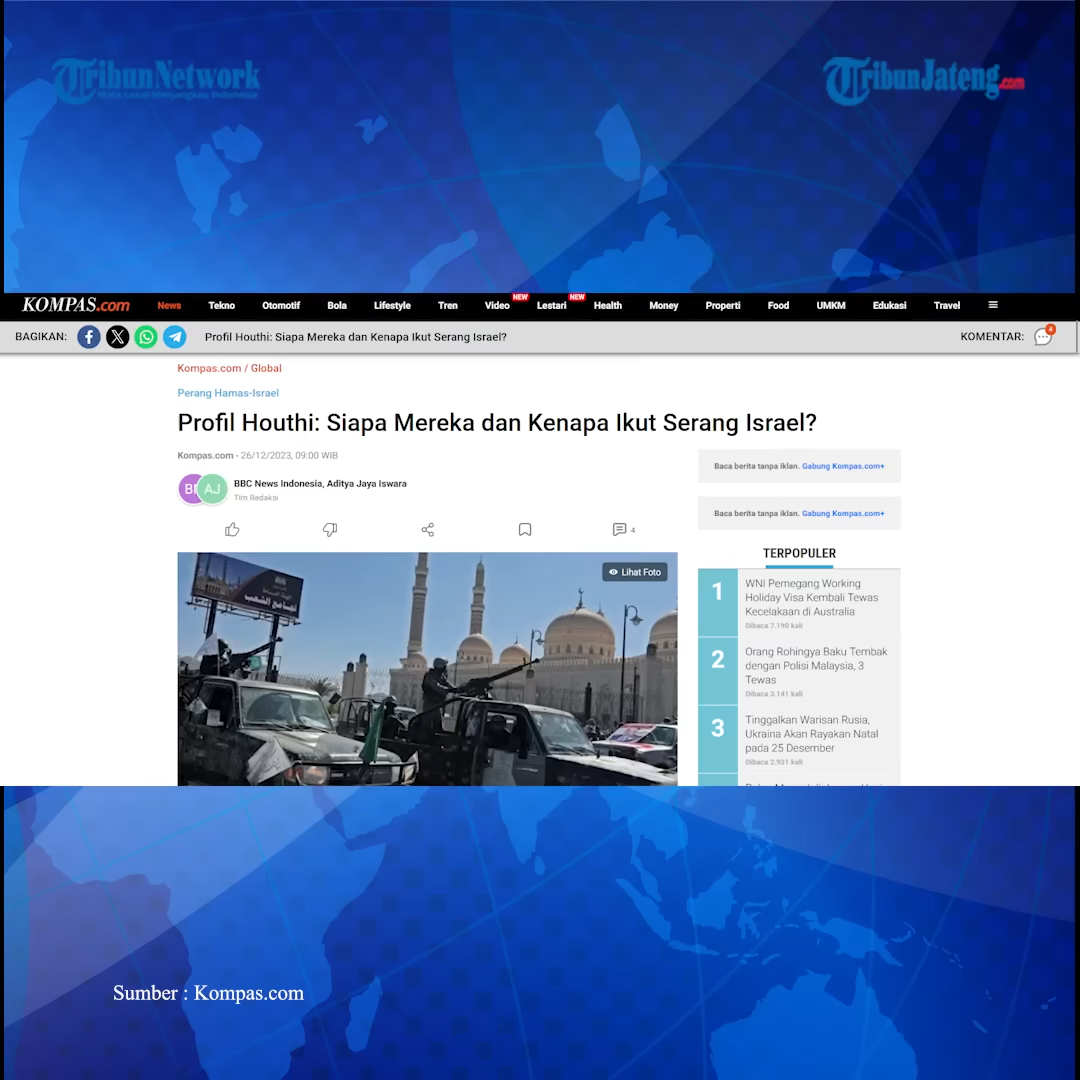 TribunNetwork
Mata Lokal Menjangkau Indonesia
TribunJateng.com
KOMPAS.com News Tekno Otomotif Bola Lifestyle Tren Video NEW Lestari NEW Health Money Properti Food UMKM Edukasi Travel
BAGIKAN: Profil Houthi: Siapa Mereka dan Kenapa Ikut Serang Israel? KOMENTAR: 4
Kompas.com / Global
Perang Hamas-Israel
Profil Houthi: Siapa Mereka dan Kenapa Ikut Serang Israel?
Kompas.com - 26/12/2023, 09:00 WIB
BI AJ
BBC News Indonesia, Aditya Jaya Iswara
Tim Redaksi
4
Lihat Foto
Baca berita tanpa iklan. Gabung Kompas.com+
Baca berita tanpa iklan. Gabung Kompas.com+
TERPOPULER
1
WNI Pemegang Working
Holiday Visa Kembali Tewas
Kecelakaan di Australia
Dibaca 7.190 kali
2
Orang Rohingya Baku Tembak
dengan Polisi Malaysia, 3
Tewas
Dibaca 3.141 kali
3
Tinggalkan Warisan Rusia,
Ukraina Akan Rayakan Natal
pada 25 Desember
Dibaca 2.931 kali
Sumber : Kompas.com